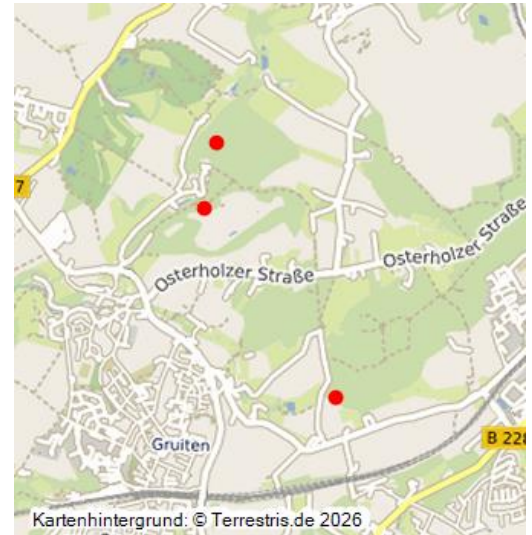 7
Osterholzer Straße
Osterholzer Straße
Gruiten
B 228
Kartenhintergrund: © Terrestris.de 2026